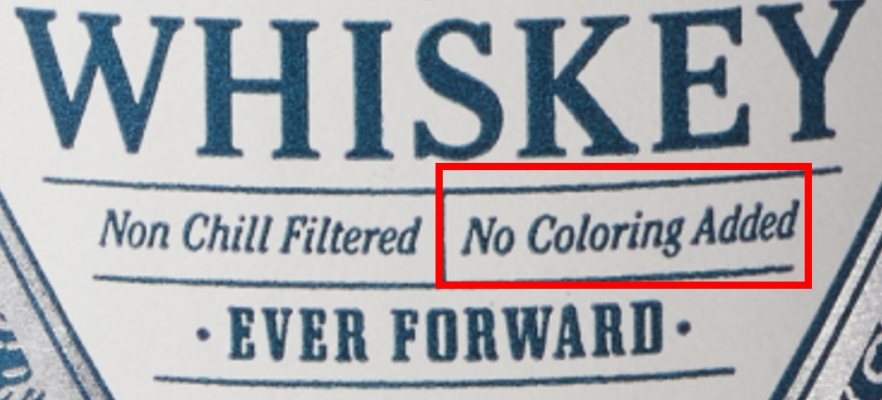 WHISKEY
Non Chill Filtered No Coloring Added
· EVER FORWARD ·